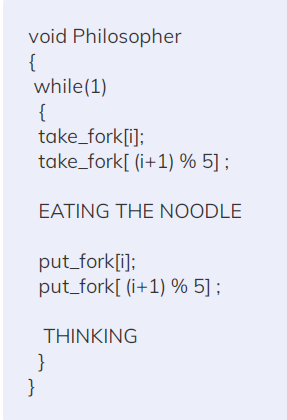 void Philosopher
{
while(1)
{
take_fork[i];
take_fork[ (i+1) % 5] ;
EATING THE NOODLE
put_fork[i];
put_fork[ (i+1) % 5] ;
THINKING
}
}